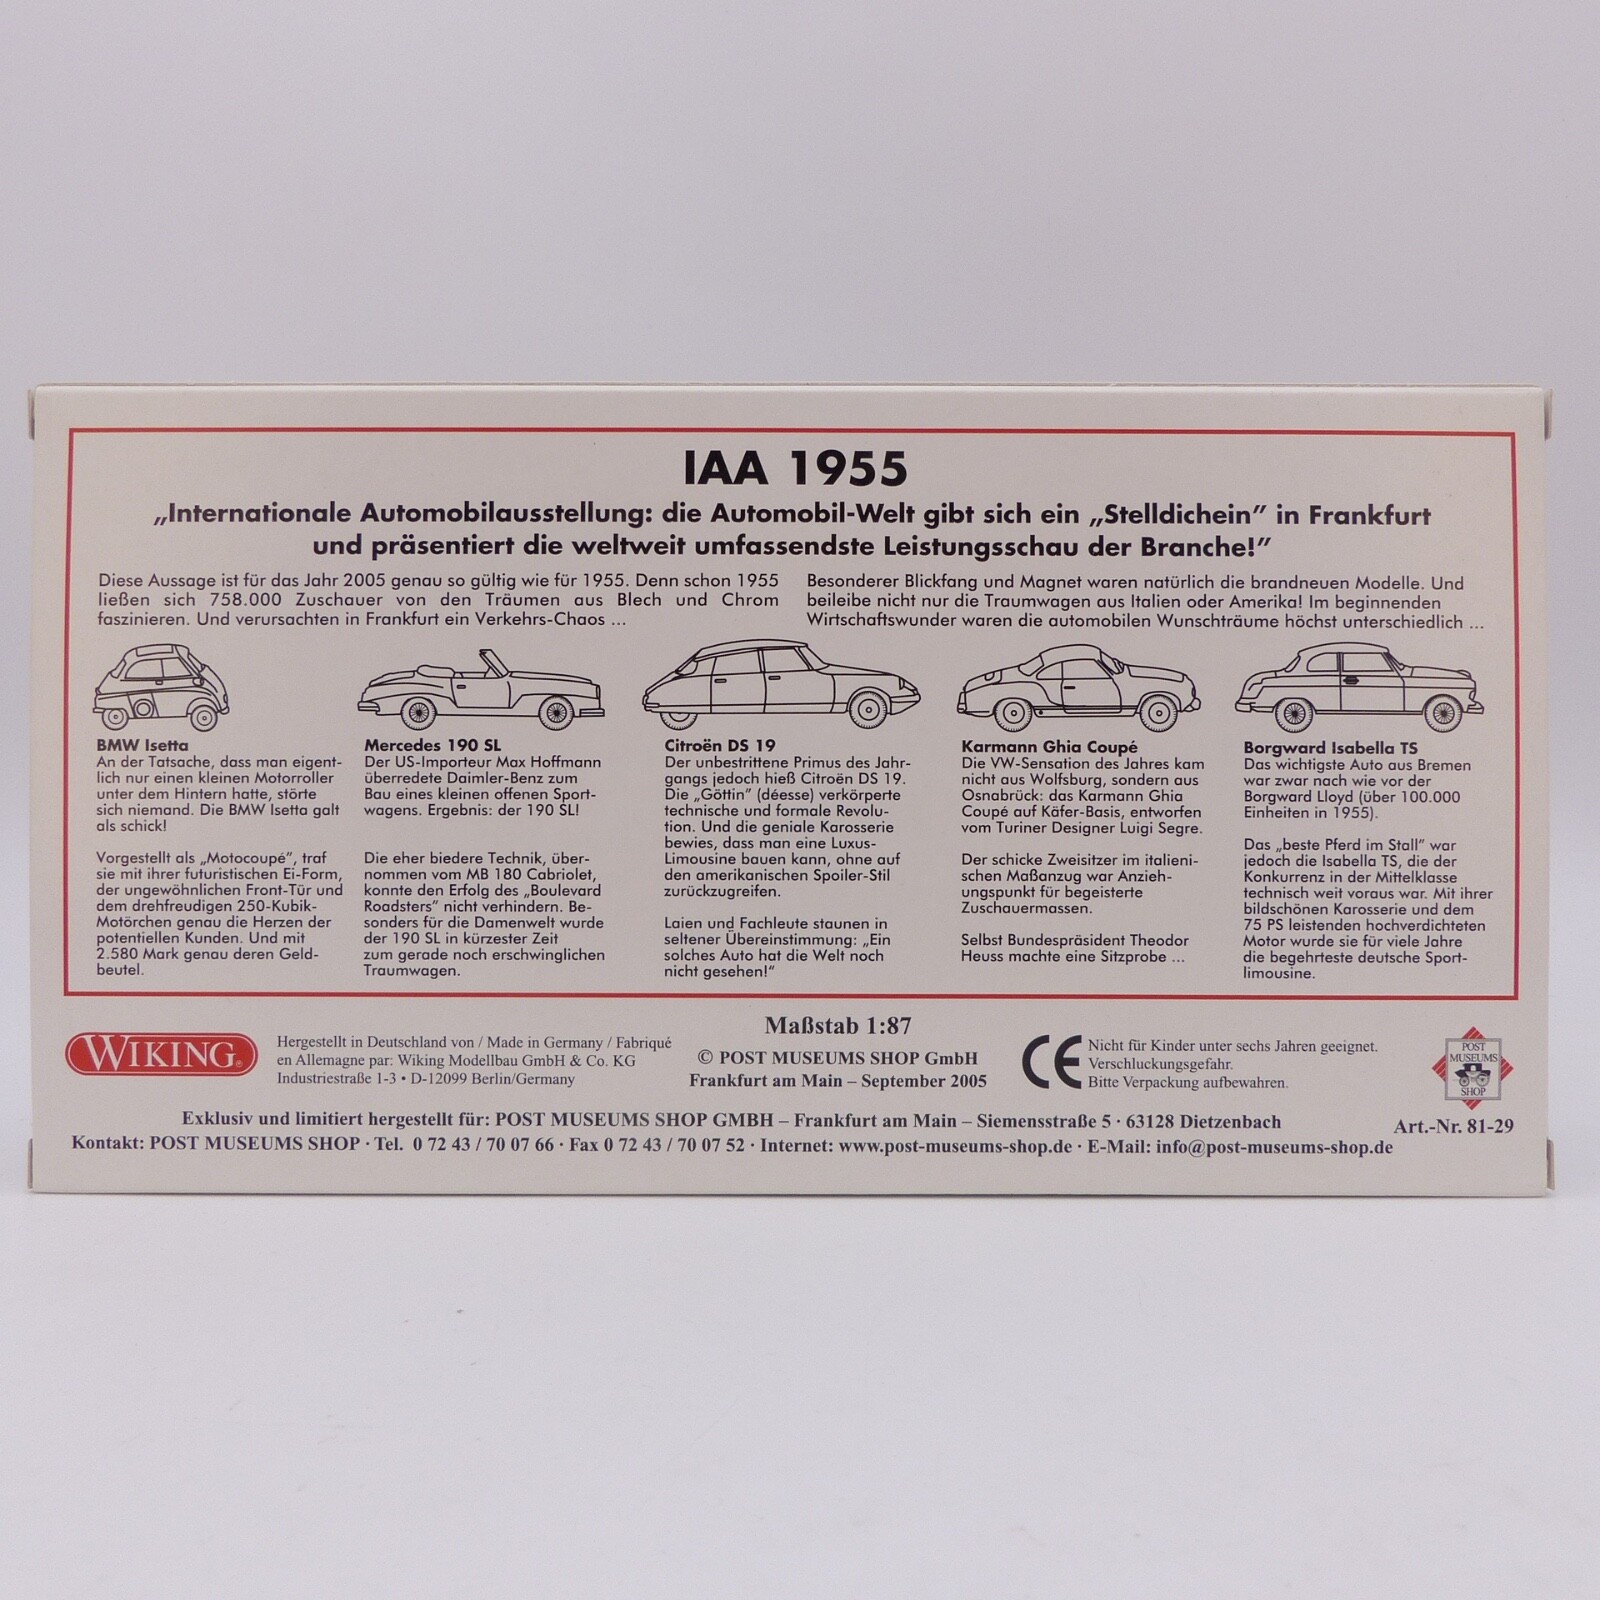 IAA 1955
„Internationale Automobilausstellung: die Automobil-Welt gibt sich ein „Stelldichein” in Frankfurt
und präsentiert die weltweit umfassendste Leistungsschau der Branche!”
Diese Aussage ist für das Jahr 2005 genau so gültig wie für 1955. Denn schon 1955
ließen sich 758.000 Zuschauer von den Träumen aus Blech und Chrom
faszinieren. Und verursachten in Frankfurt ein Verkehrs-Chaos ...
Besonderer Blickfang und Magnet waren natürlich die brandneuen Modelle. Und
beileibe nicht nur die Traumwagen aus Italien oder Amerika! Im beginnenden
Wirtschaftswunder waren die automobilen Wunschträume höchst unterschiedlich ...
BMW Isetta
An der Tatsache, dass man eigent-
lich nur einen kleinen Motorroller
unter dem Hintern hatte, störte
sich niemand. Die BMW Isetta galt
als schick!
Vorgestellt als „Motocoupé”, traf
sie mit ihrer futuristischen Ei-Form,
der ungewöhnlichen Front-Tür und
dem drehfreudigen 250-Kubik-
Motörchen genau die Herzen der
potentiellen Kunden. Und mit
2.580 Mark genau deren Geld-
beutel.
Mercedes 190 SL
Der US-Importeur Max Hoffmann
überredete Daimler-Benz zum
Bau eines kleinen offenen Sport-
wagens. Ergebnis: der 190 SL!
Die eher biedere Technik, über-
nommen vom MB 180 Cabriolet,
konnte den Erfolg des „Boulevard
Roadsters” nicht verhindern. Be-
sonders für die Damenwelt wurde
der 190 SL in kürzester Zeit
zum gerade noch erschwinglichen
Traumwagen.
Citroën DS 19
Der unbestrittene Primus des Jahr-
gangs jedoch hieß Citroën DS 19.
Die „Göttin” (déesse) verkörperte
technische und formale Revolu-
tion. Und die geniale Karosserie
bewies, dass man eine Luxus-
Limousine bauen kann, ohne auf
den amerikanischen Spoiler-Stil
zurückzugreifen.
Laien und Fachleute staunen in
seltener Übereinstimmung: „Ein
solches Auto hat die Welt noch
nicht gesehen!”
Karmann Ghia Coupé
Die VW-Sensation des Jahres kam
nicht aus Wolfsburg, sondern aus
Osnabrück: das Karmann Ghia
Coupé auf Käfer-Basis, entworfen
vom Turiner Designer Luigi Segre.
Der schicke Zweisitzer im italieni-
schen Maßanzug war Anzieh-
ungspunkt für begeisterte
Zuschauermassen.
Selbst Bundespräsident Theodor
Heuss machte eine Sitzprobe ...
Borgward Isabella TS
Das wichtigste Auto aus Bremen
war zwar nach wie vor der
Borgward Lloyd (über 100.000
Einheiten in 1955).
Das „beste Pferd im Stall” war
jedoch die Isabella TS, die der
Konkurrenz in der Mittelklasse
technisch weit voraus war. Mit ihrer
bildschönen Karosserie und dem
75 PS leistenden hochverdichteten
Motor wurde sie für viele Jahre
die begehrteste deutsche Sport-
limousine.
WIKING®
Hergestellt in Deutschland von / Made in Germany / Fabriqué
en Allemagne par: Wiking Modellbau GmbH & Co. KG
Industriestraße 1-3 • D-12099 Berlin/Germany
Maßstab 1:87
© POST MUSEUMS SHOP GmbH
Frankfurt am Main – September 2005
CE
Nicht für Kinder unter sechs Jahren geeignet.
Verschluckungsgefahr.
Bitte Verpackung aufbewahren.
POST
MUSEUMS
SHOP
Exklusiv und limitiert hergestellt für: POST MUSEUMS SHOP GMBH – Frankfurt am Main – Siemensstraße 5 · 63128 Dietzenbach
Art.-Nr. 81-29
Kontakt: POST MUSEUMS SHOP · Tel. 0 72 43 / 70 07 66 · Fax 0 72 43 / 70 07 52 · Internet: www.post-museums-shop.de · E-Mail: info@post-museums-shop.de